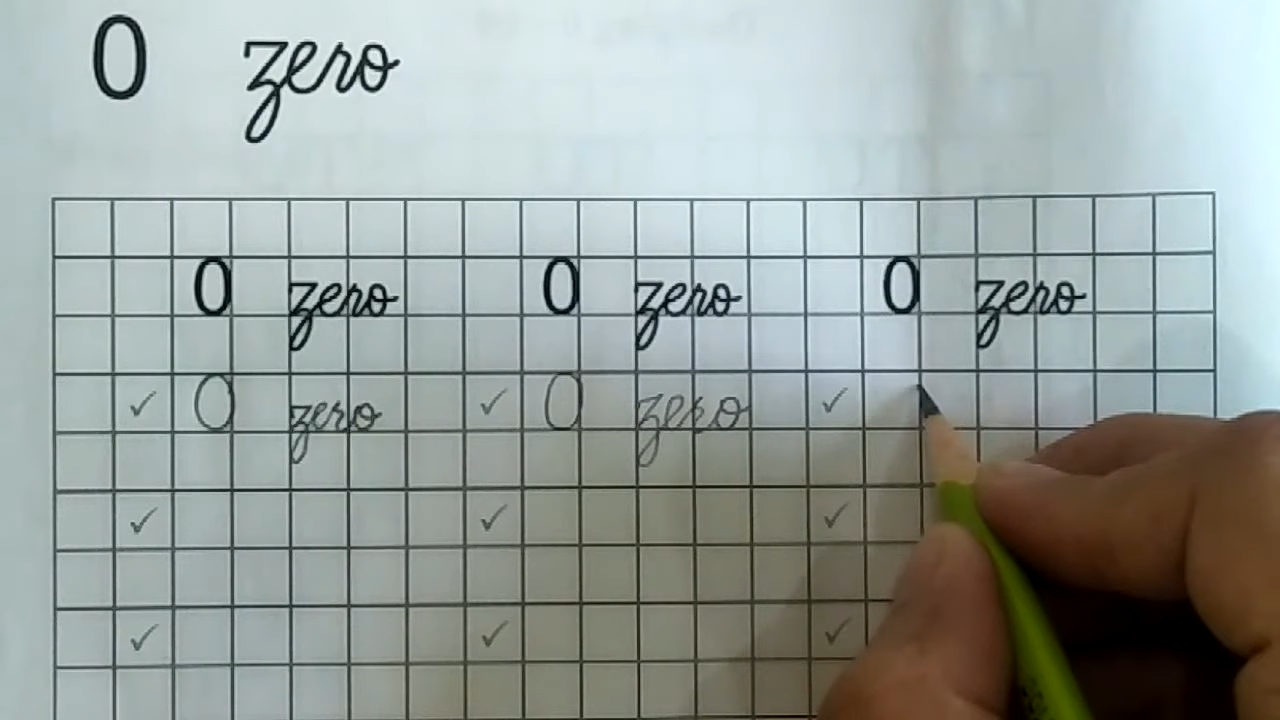 0 zero
0 zero 0 zero 0 zero
✓ 0 zero ✓ 0 zero ✓
✓ ✓ ✓
✓ ✓ ✓